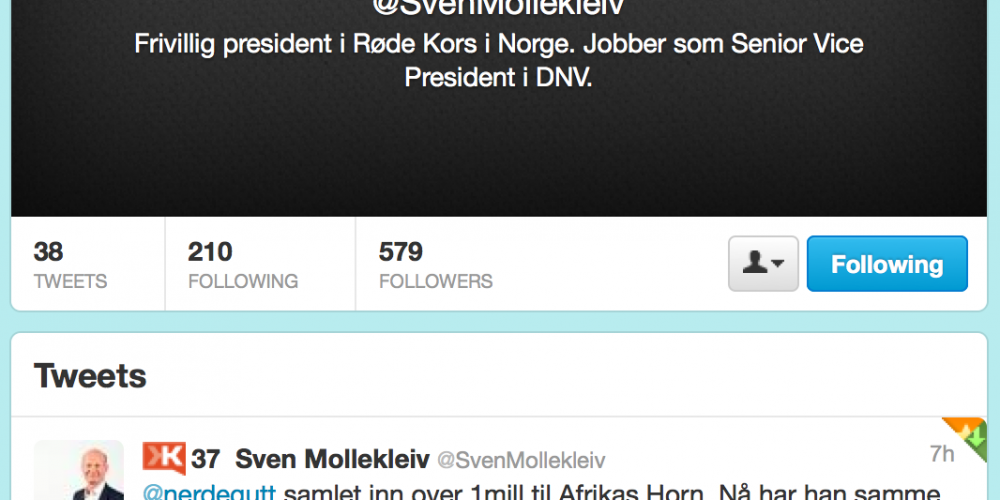 @SvenMollekleiv
Frivillig president i Røde Kors i Norge. Jobber som Senior Vice
President i DNV.
38 210 579
TWEETS FOLLOWING FOLLOWERS
Following
Tweets
K 37 Sven Mollekleiv @SvenMollekleiv 7h
@nerdegutt samlet inn over 1mill til Afrikas Horn. Nå har han samme